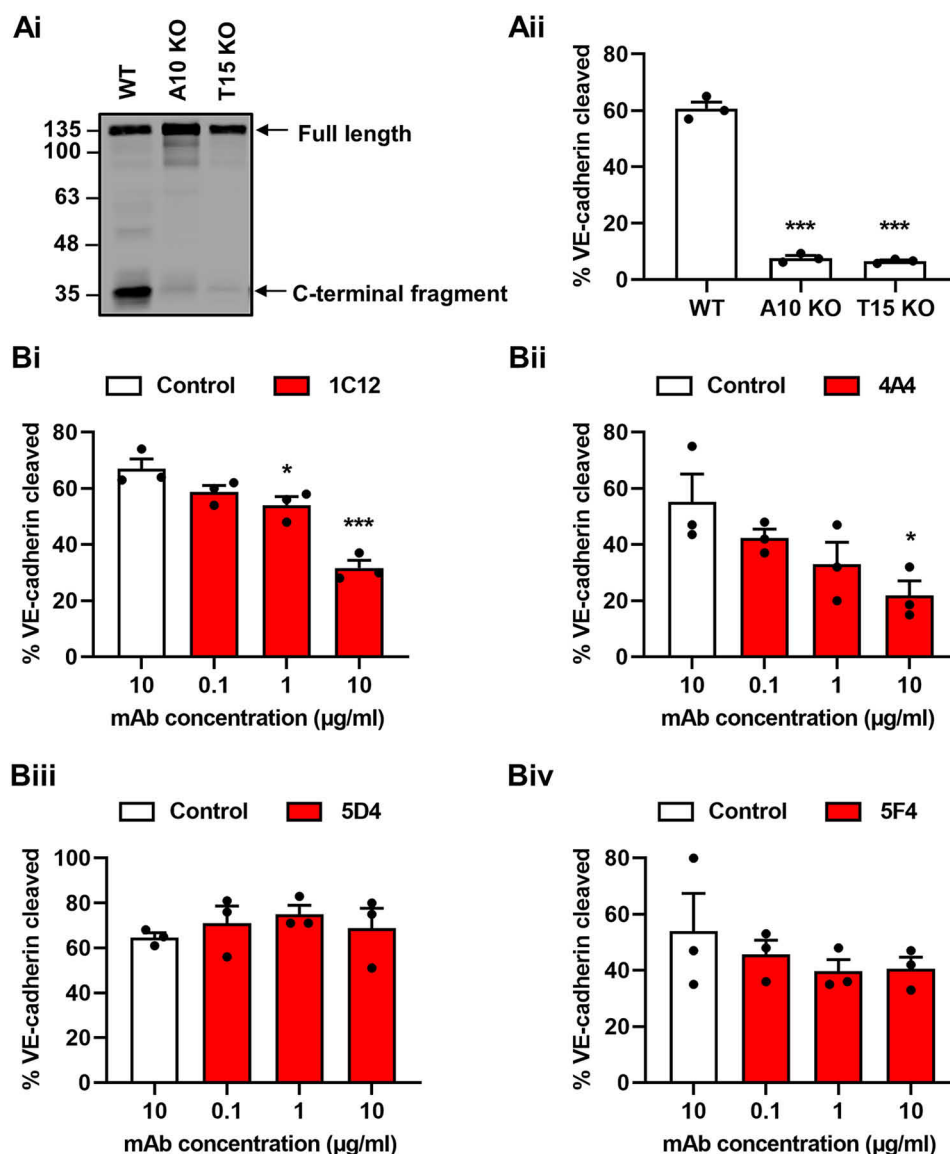 Ai
WT
A10 KO
T15 KO
135
100
63
48
35
Full length
C-terminal fragment
Aii
% VE-cadherin cleaved
80
60
40
20
0
***
***
WT
A10 KO
T15 KO
Bi
Control
1C12
% VE-cadherin cleaved
80
60
40
20
0
*
***
10
0.1
1
10
mAb concentration (µg/ml)
Bii
Control
4A4
% VE-cadherin cleaved
80
60
40
20
0
*
10
0.1
1
10
mAb concentration (µg/ml)
Biii
Control
5D4
% VE-cadherin cleaved
100
80
60
40
20
0
10
0.1
1
10
mAb concentration (µg/ml)
Biv
Control
5F4
% VE-cadherin cleaved
80
60
40
20
0
10
0.1
1
10
mAb concentration (µg/ml)